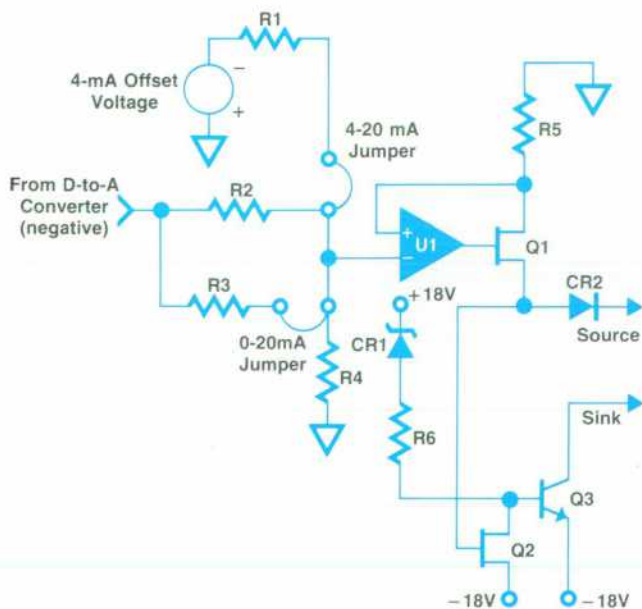 R1
4-mA Offset
Voltage
−
+
4-20 mA
Jumper
R5
From D-to-A
Converter
(negative)
R2
+
U1
−
Q1
R3
+18V
CR2
Source
0-20mA
Jumper
CR1
R4
Sink
R6
Q3
Q2
−18V
−18V